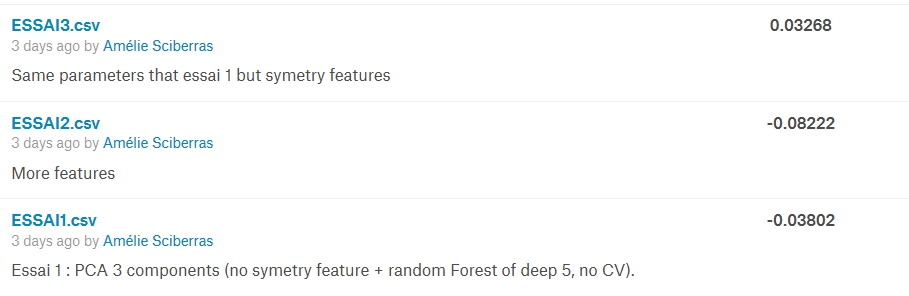 ESSAI3.csv 0.03268
3 days ago by Amélie Sciberras
Same parameters that essai 1 but symetry features
ESSAI2.csv -0.08222
3 days ago by Amélie Sciberras
More features
ESSAI1.csv -0.03802
3 days ago by Amélie Sciberras
Essai 1 : PCA 3 components (no symetry feature + random Forest of deep 5, no CV).